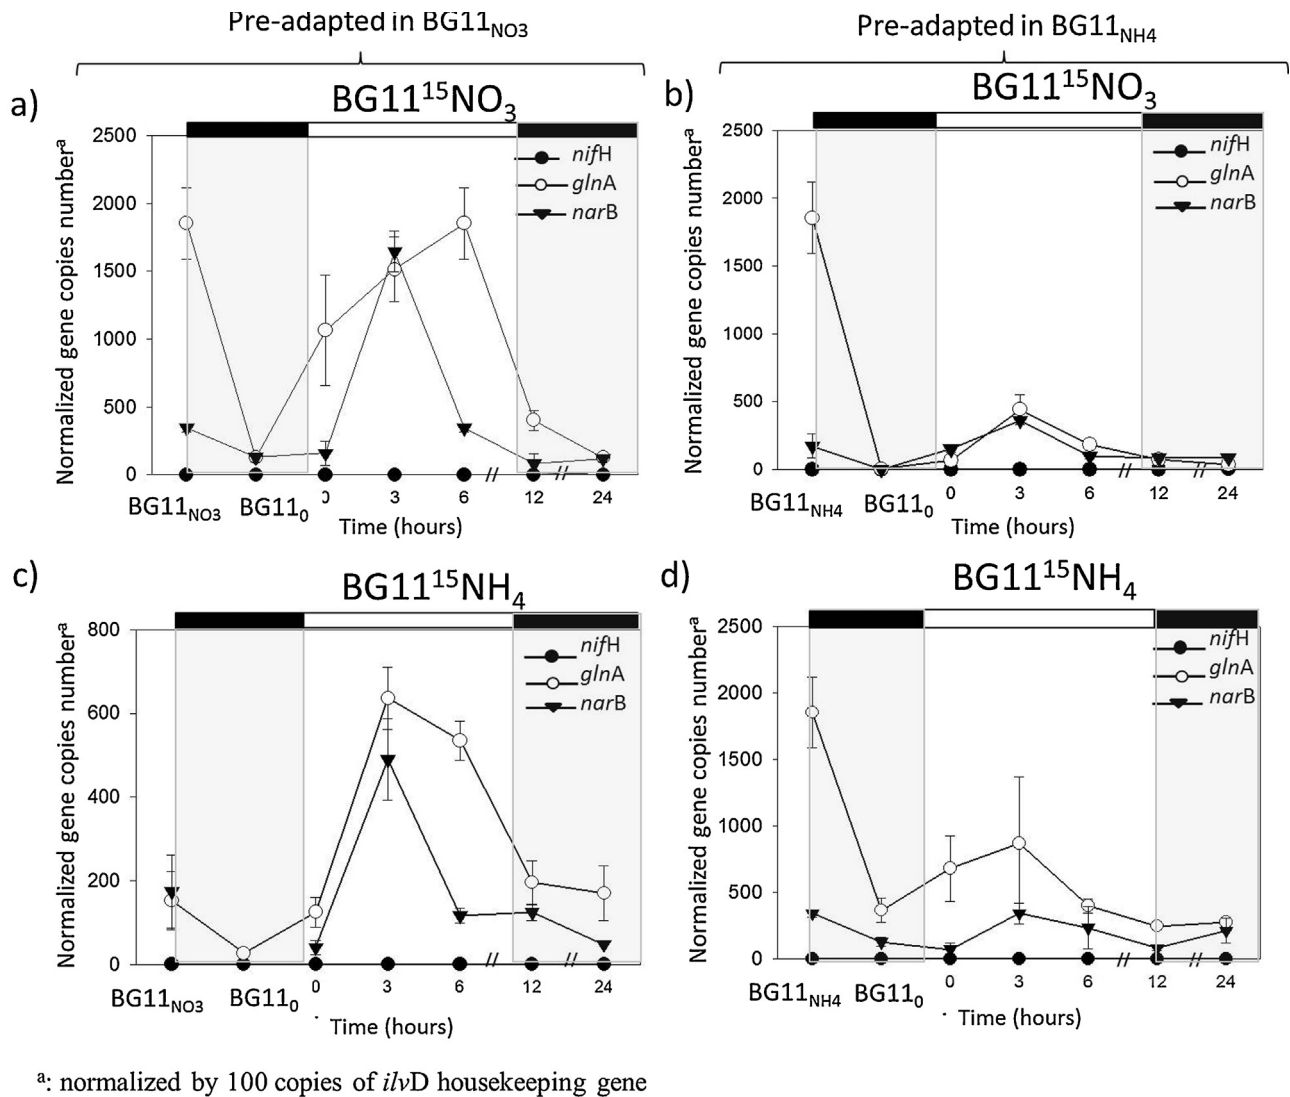 Pre-adapted in BG11NO3
Pre-adapted in BG11NH4
a)
BG11¹⁵NO₃
2500
2000
1500
1000
500
0
Normalized gene copies numberᵃ
nifH
glnA
narB
BG11NO3
BG11₀
0
3
6
//
12
//
24
Time (hours)
b)
BG11¹⁵NO₃
2500
2000
1500
1000
500
0
Normalized gene copies numberᵃ
nifH
glnA
narB
BG11NH4
BG11₀
0
3
6
//
12
//
24
Time (hours)
c)
BG11¹⁵NH₄
800
600
400
200
0
Normalized gene copies numberᵃ
nifH
glnA
narB
BG11NO3
BG11₀
0
3
6
//
12
//
24
Time (hours)
d)
BG11¹⁵NH₄
2500
2000
1500
1000
500
0
Normalized gene copies numberᵃ
nifH
glnA
narB
BG11NH4
BG11₀
0
3
6
//
12
//
24
Time (hours)
ᵃ: normalized by 100 copies of ilvD housekeeping gene